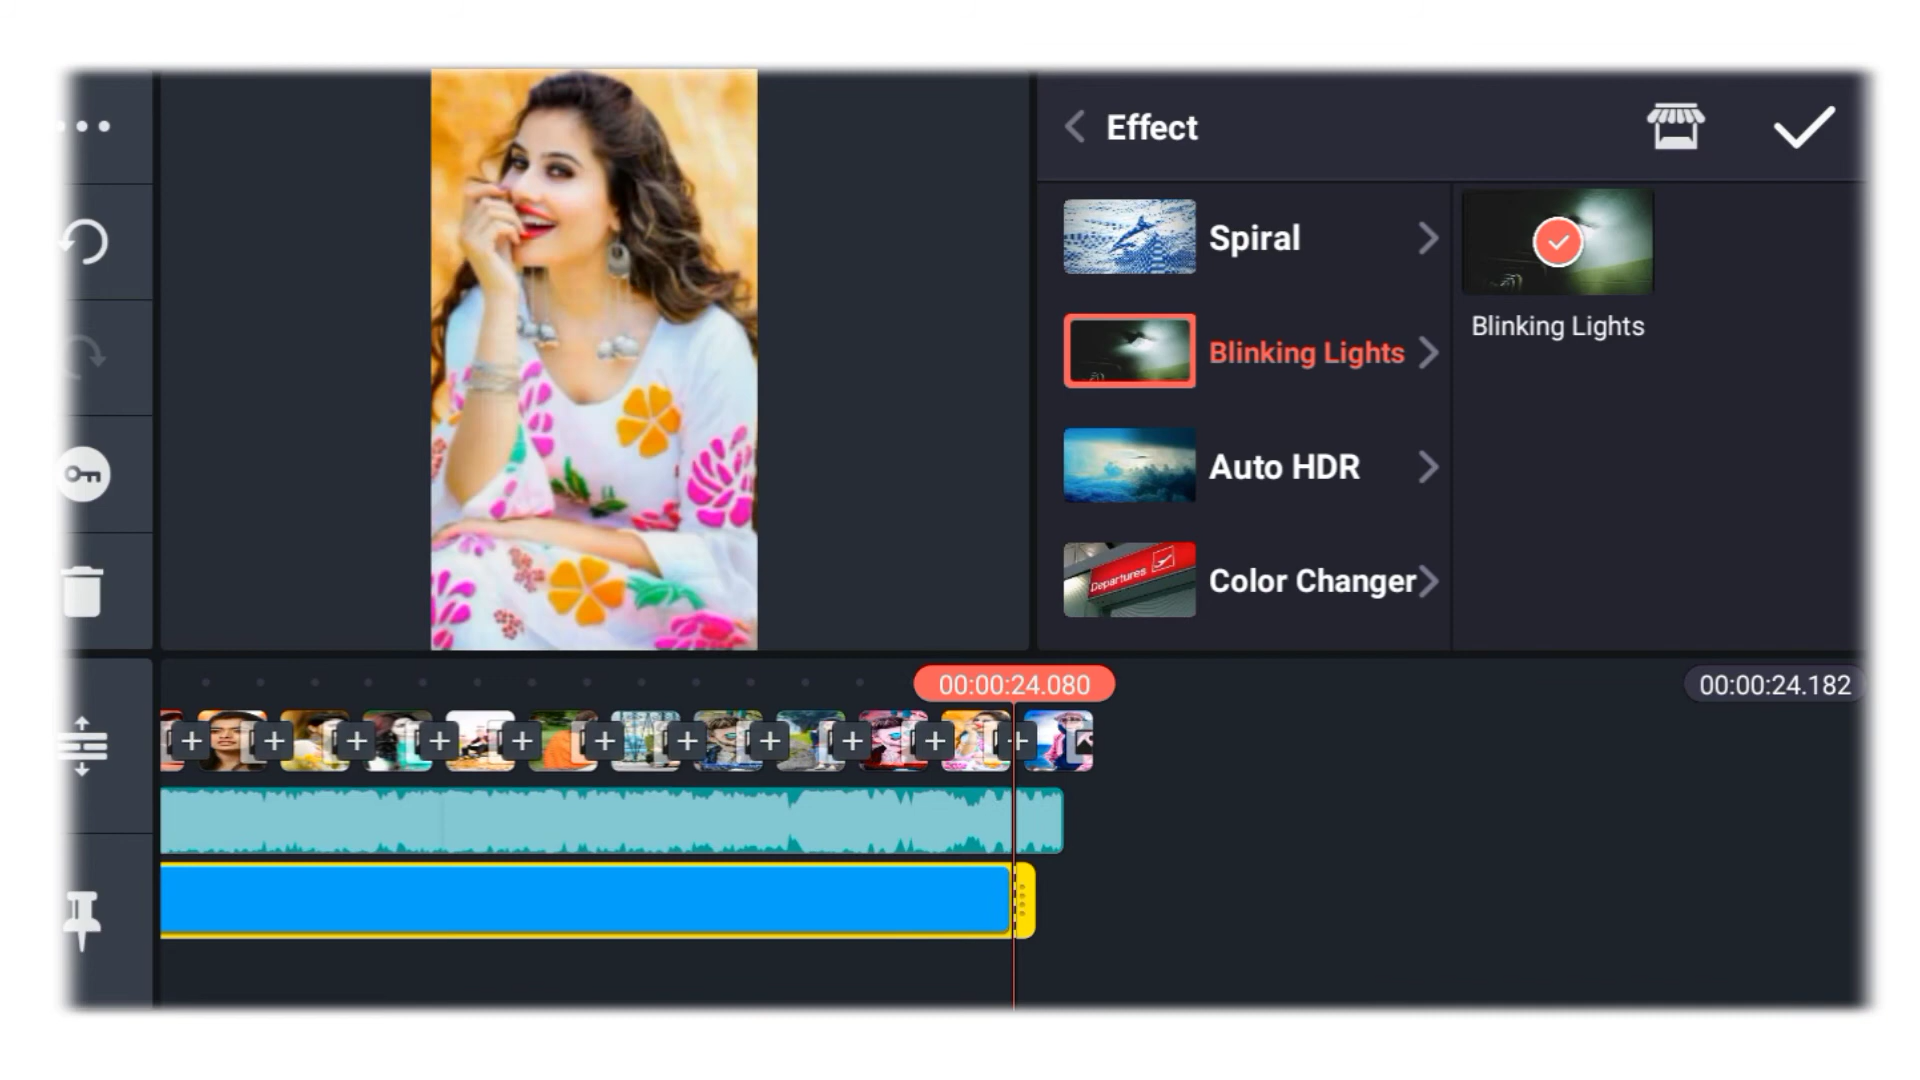 Effect
Spiral
Blinking Lights
Blinking Lights
Auto HDR
Departures
Color Changer
00:00:24.080
00:00:24.182